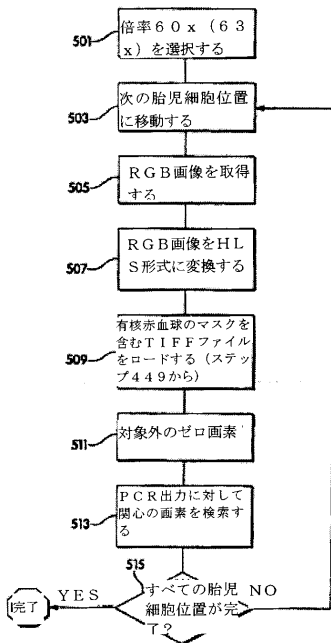 501
倍率６０ｘ（６３
ｘ）を選択する
503
次の胎児細胞位置
に移動する
505
ＲＧＢ画像を取得
する
507
ＲＧＢ画像をＨＬ
Ｓ形式に変換する
509
有核赤血球のマスクを
含むＴＩＦＦファイル
をロードする（ステッ
プ４４９から）
511
対象外のゼロ画素
513
ＰＣＲ出力に対して
関心の画素を検索す
る
515
すべての胎児
細胞位置が完
了？
ＹＥＳ
ＮＯ
完了